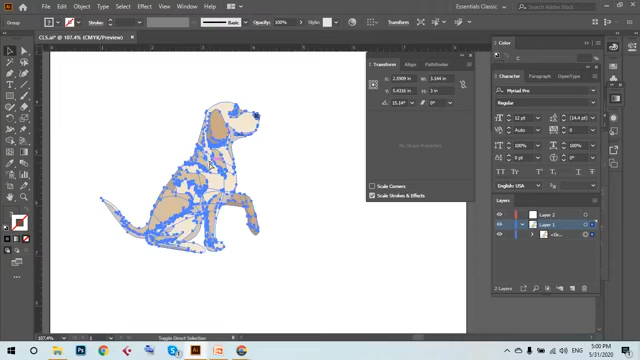 File Edit Object Type Select Effect View Window Help
Essentials Classic
Search Adobe Stock
Group
Stroke:
Basic
Opacity: 100%
Style:
Transform
CLS.ai* @ 107.4% (CMYK/Preview)
Color
Transform Align Pathfinder
X: 2.5909 in W: 3.144 in
Y: 5.4316 in H: 3 in
15.14° 0°
No Shape Properties
Scale Corners
Scale Strokes & Effects
Character Paragraph OpenType
Myriad Pro
Regular
12 pt (14.4 pt)
Auto 0
100% 100%
0 pt 0°
English: USA
Layers
Layer 2
Layer 1
<Gr...
2 Layers
107.4% 1 Toggle Direct Selection
5:00 PM
5/31/2020